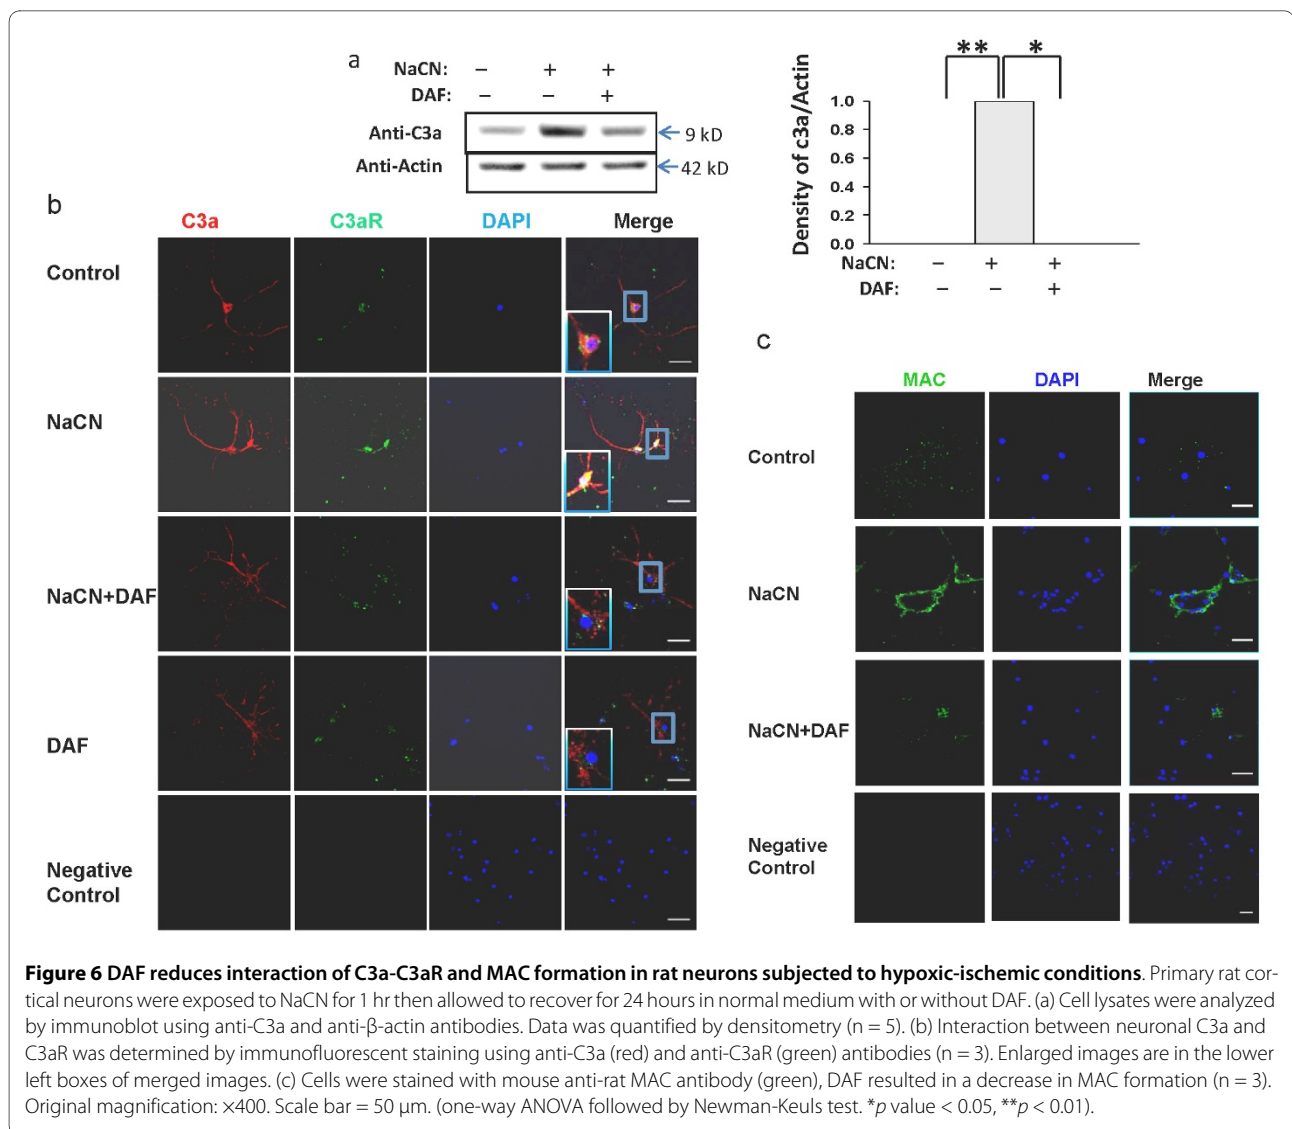 a
NaCN: – + +
DAF: – – +
Anti-C3a
9 kD
Anti-Actin
42 kD
** *
Density of c3a/Actin
1.0
0.8
0.6
0.4
0.2
0.0
NaCN: – + +
DAF: – – +
b
C3a C3aR DAPI Merge
Control
NaCN
NaCN+DAF
DAF
Negative
Control
c
MAC DAPI Merge
Control
NaCN
NaCN+DAF
Negative
Control
Figure 6 DAF reduces interaction of C3a-C3aR and MAC formation in rat neurons subjected to hypoxic-ischemic conditions. Primary rat cor-
tical neurons were exposed to NaCN for 1 hr then allowed to recover for 24 hours in normal medium with or without DAF. (a) Cell lysates were analyzed
by immunoblot using anti-C3a and anti-β-actin antibodies. Data was quantified by densitometry (n = 5). (b) Interaction between neuronal C3a and
C3aR was determined by immunofluorescent staining using anti-C3a (red) and anti-C3aR (green) antibodies (n = 3). Enlarged images are in the lower
left boxes of merged images. (c) Cells were stained with mouse anti-rat MAC antibody (green), DAF resulted in a decrease in MAC formation (n = 3).
Original magnification: ×400. Scale bar = 50 μm. (one-way ANOVA followed by Newman-Keuls test. *p value < 0.05, **p < 0.01).